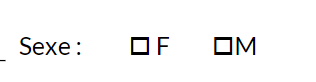 _ Sexe : ☐ F ☐M